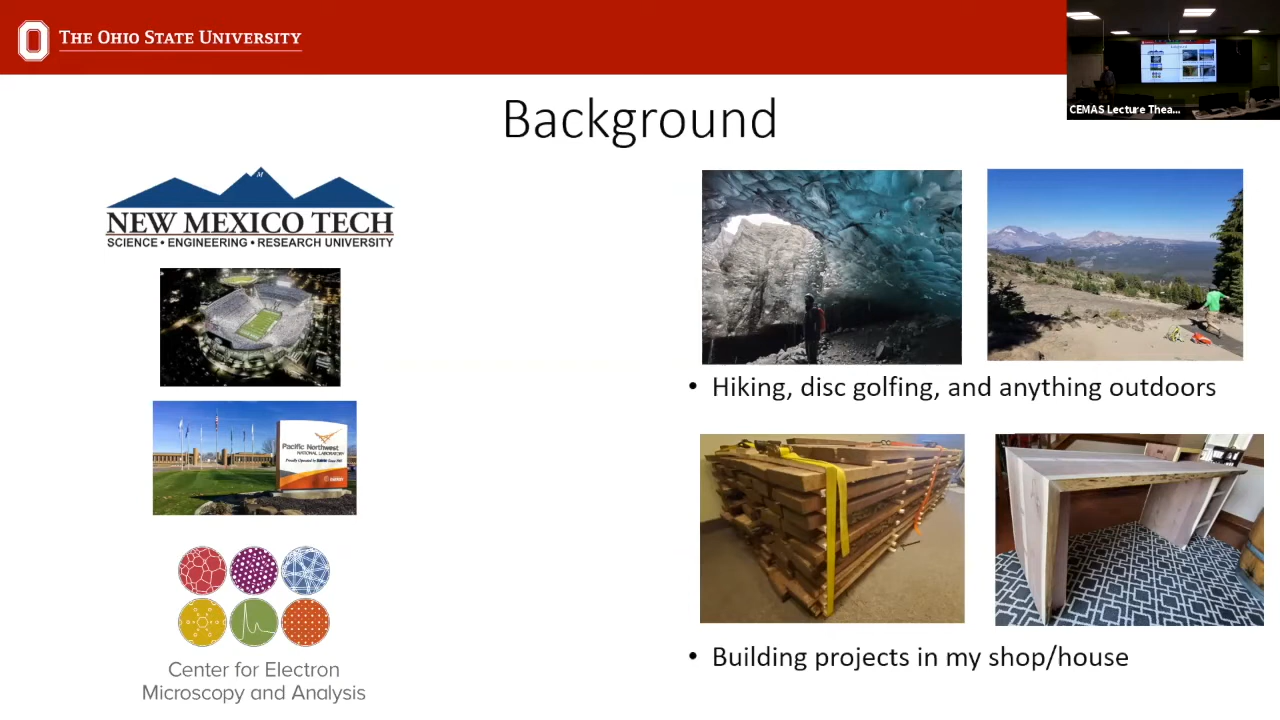 THE OHIO STATE UNIVERSITY
CEMAS Lecture Thea...
Background
M
NEW MEXICO TECH
SCIENCE • ENGINEERING • RESEARCH UNIVERSITY
Pacific Northwest
NATIONAL LABORATORY
• Hiking, disc golfing, and anything outdoors
• Building projects in my shop/house
Center for Electron
Microscopy and Analysis